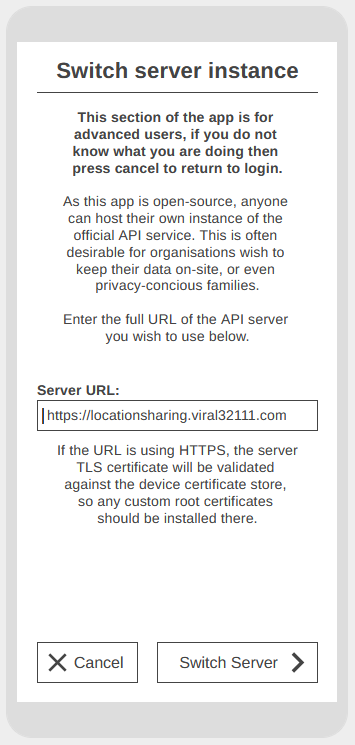 Switch server instance
This section of the app is for
advanced users, if you do not
know what you are doing then
press cancel to return to login.
As this app is open-source, anyone
can host their own instance of the
official API service. This is often
desirable for organisations wish to
keep their data on-site, or even
privacy-concious families.
Enter the full URL of the API server
you wish to use below.
Server URL:
https://locationsharing.viral32111.com
If the URL is using HTTPS, the server
TLS certificate will be validated
against the device certificate store,
so any custom root certificates
should be installed there.
Cancel
Switch Server